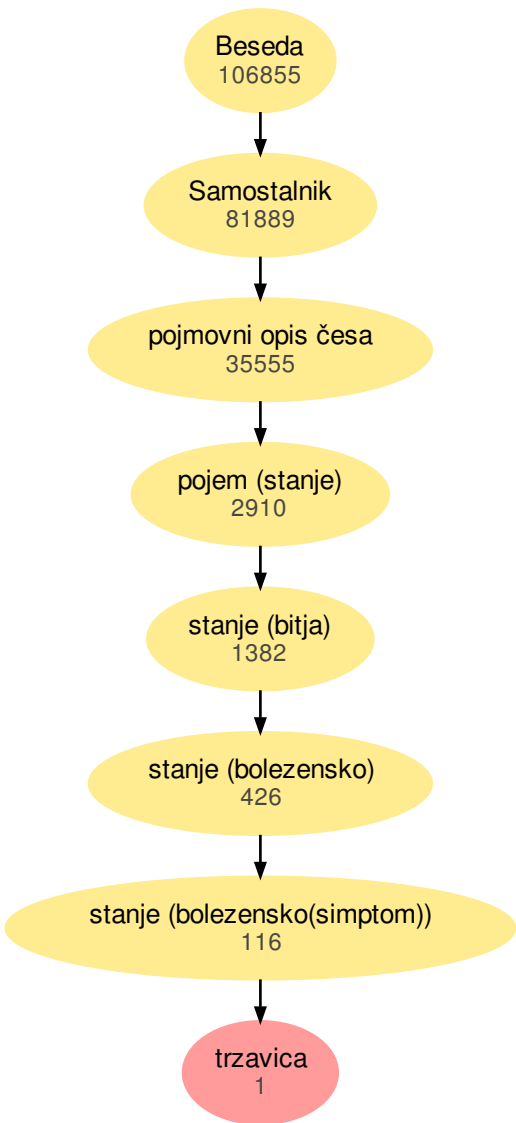 Beseda
106855
Samostalnik
81889
pojmovni opis česa
35555
pojem (stanje)
2910
stanje (bitja)
1382
stanje (bolezensko)
426
stanje (bolezensko(simptom))
116
trzavica
1